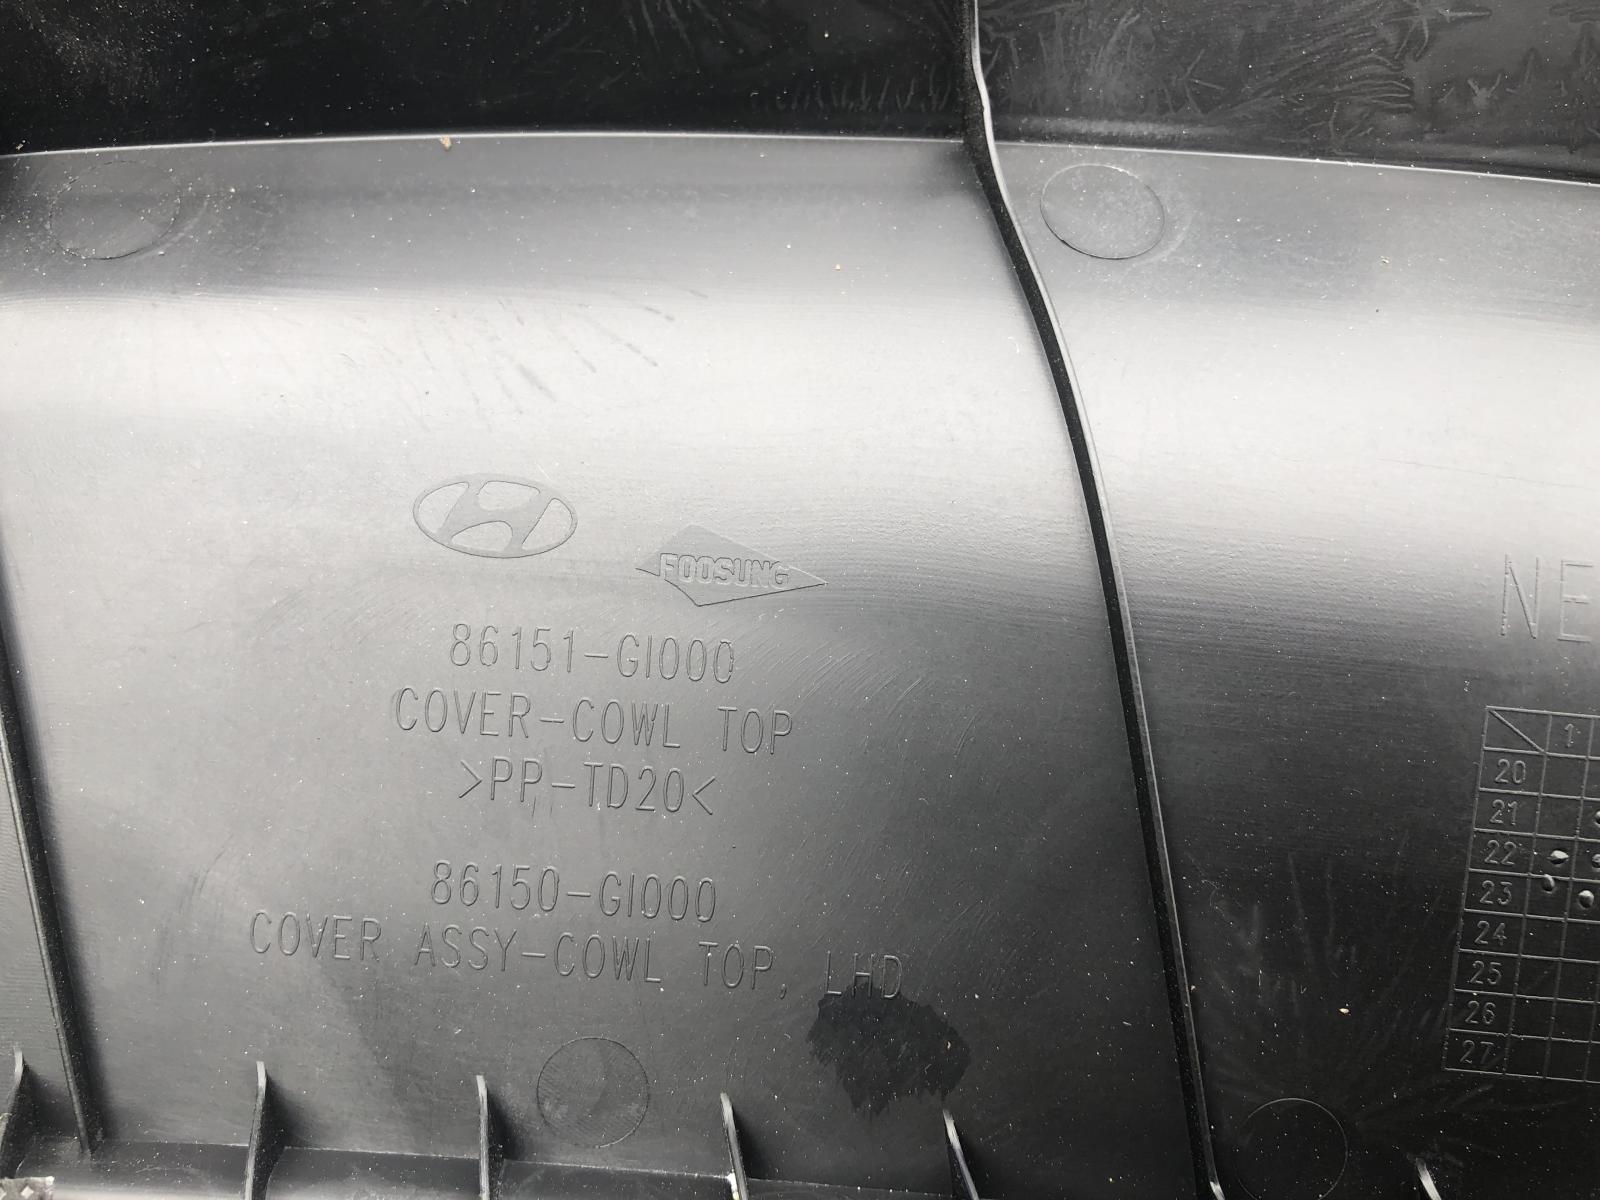 FOOSUNG
86151-GI000
COVER-COWL TOP
>PP-TD20<
86150-GI000
COVER ASSY-COWL TOP, LHD
NE
1
20
21
22
23
24
25
26
27